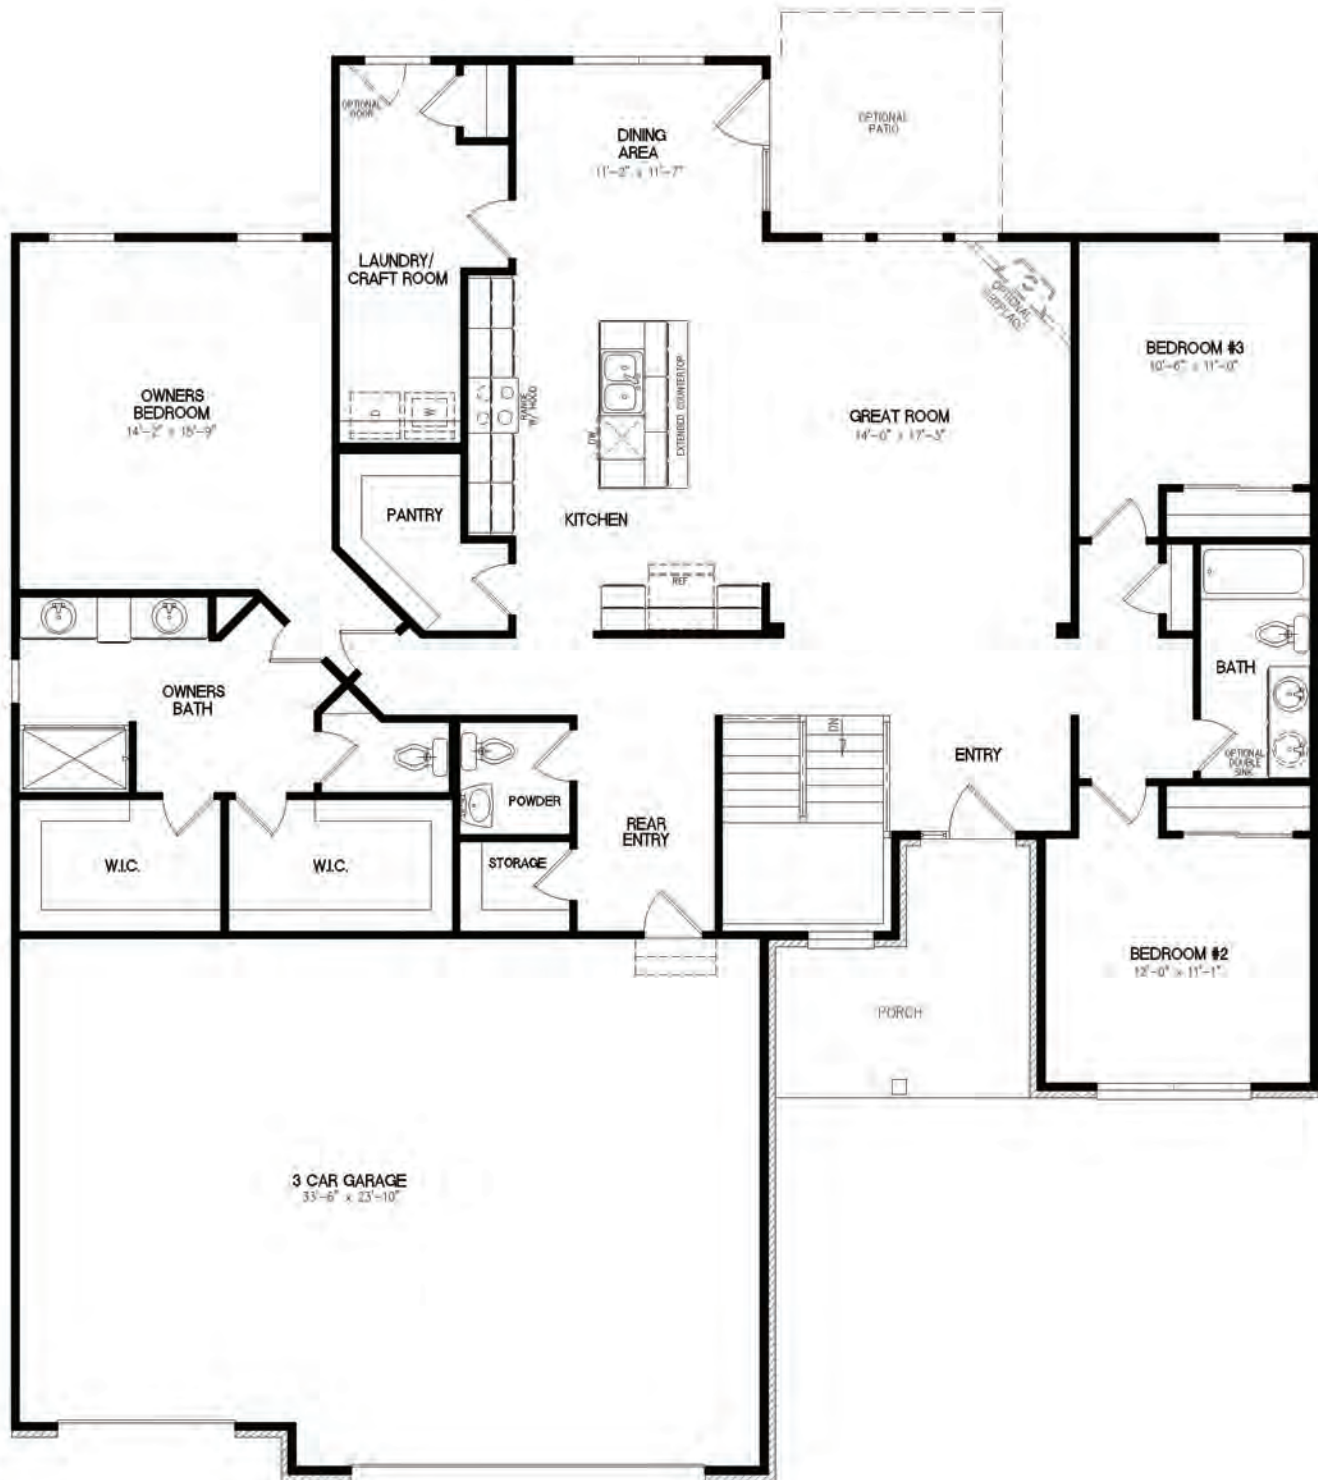 OPTIONAL
DOOR
DINING
AREA
11'-2" x 11'-7"
OPTIONAL
PATIO
LAUNDRY/
CRAFT ROOM
OPTIONAL
FIREPLACE
BEDROOM #3
10'-6" x 11'-0"
OWNERS
BEDROOM
14'-2" x 15'-9"
D
W
RANGE
W/ HOOD
DW
EXTENDED COUNTERTOP
GREAT ROOM
14'-0" x 17'-3"
PANTRY
KITCHEN
REF
OWNERS
BATH
BATH
DN
ENTRY
OPTIONAL
DOUBLE
SINK
POWDER
REAR
ENTRY
W.I.C.
W.I.C.
STORAGE
BEDROOM #2
12'-0" x 11'-1"
PORCH
3 CAR GARAGE
33'-6" x 23'-10"